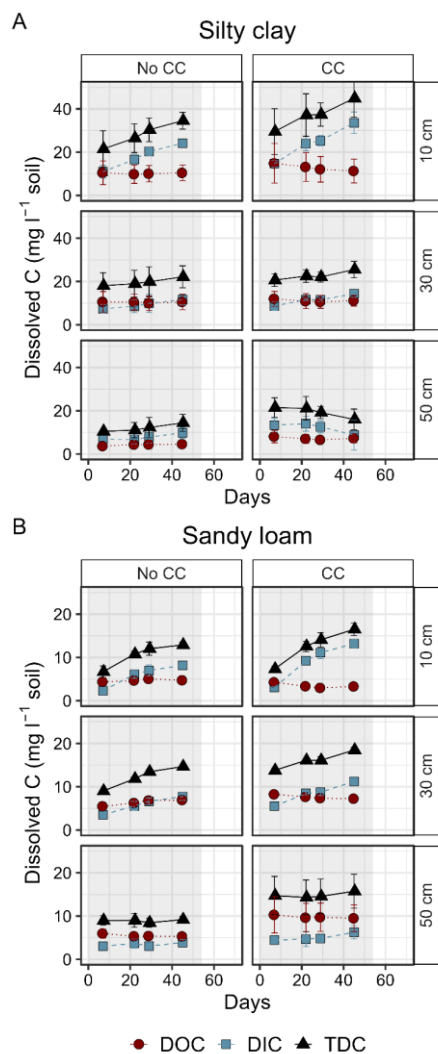 A
Silty clay
No CC
CC
40
20
0
10 cm
40
20
0
30 cm
40
20
0
50 cm
Dissolved C (mg l⁻¹ soil)
0 20 40 60
0 20 40 60
Days
B
Sandy loam
No CC
CC
20
10
0
10 cm
20
10
0
30 cm
20
10
0
50 cm
Dissolved C (mg l⁻¹ soil)
0 20 40 60
0 20 40 60
Days
DOC DIC TDC